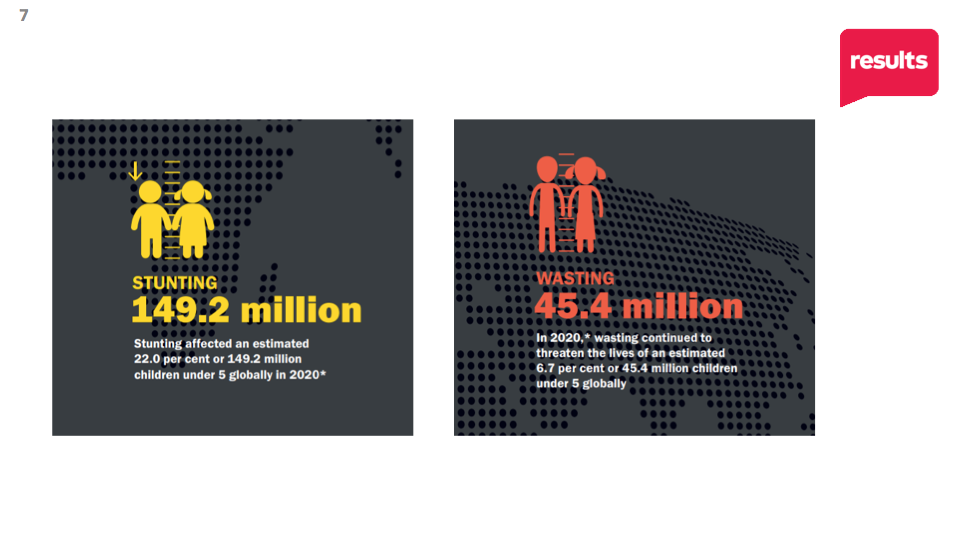 7
results
STUNTING
149.2 million
Stunting affected an estimated
22.0 per cent or 149.2 million
children under 5 globally in 2020*
WASTING
45.4 million
In 2020,* wasting continued to
threaten the lives of an estimated
6.7 per cent or 45.4 million children
under 5 globally